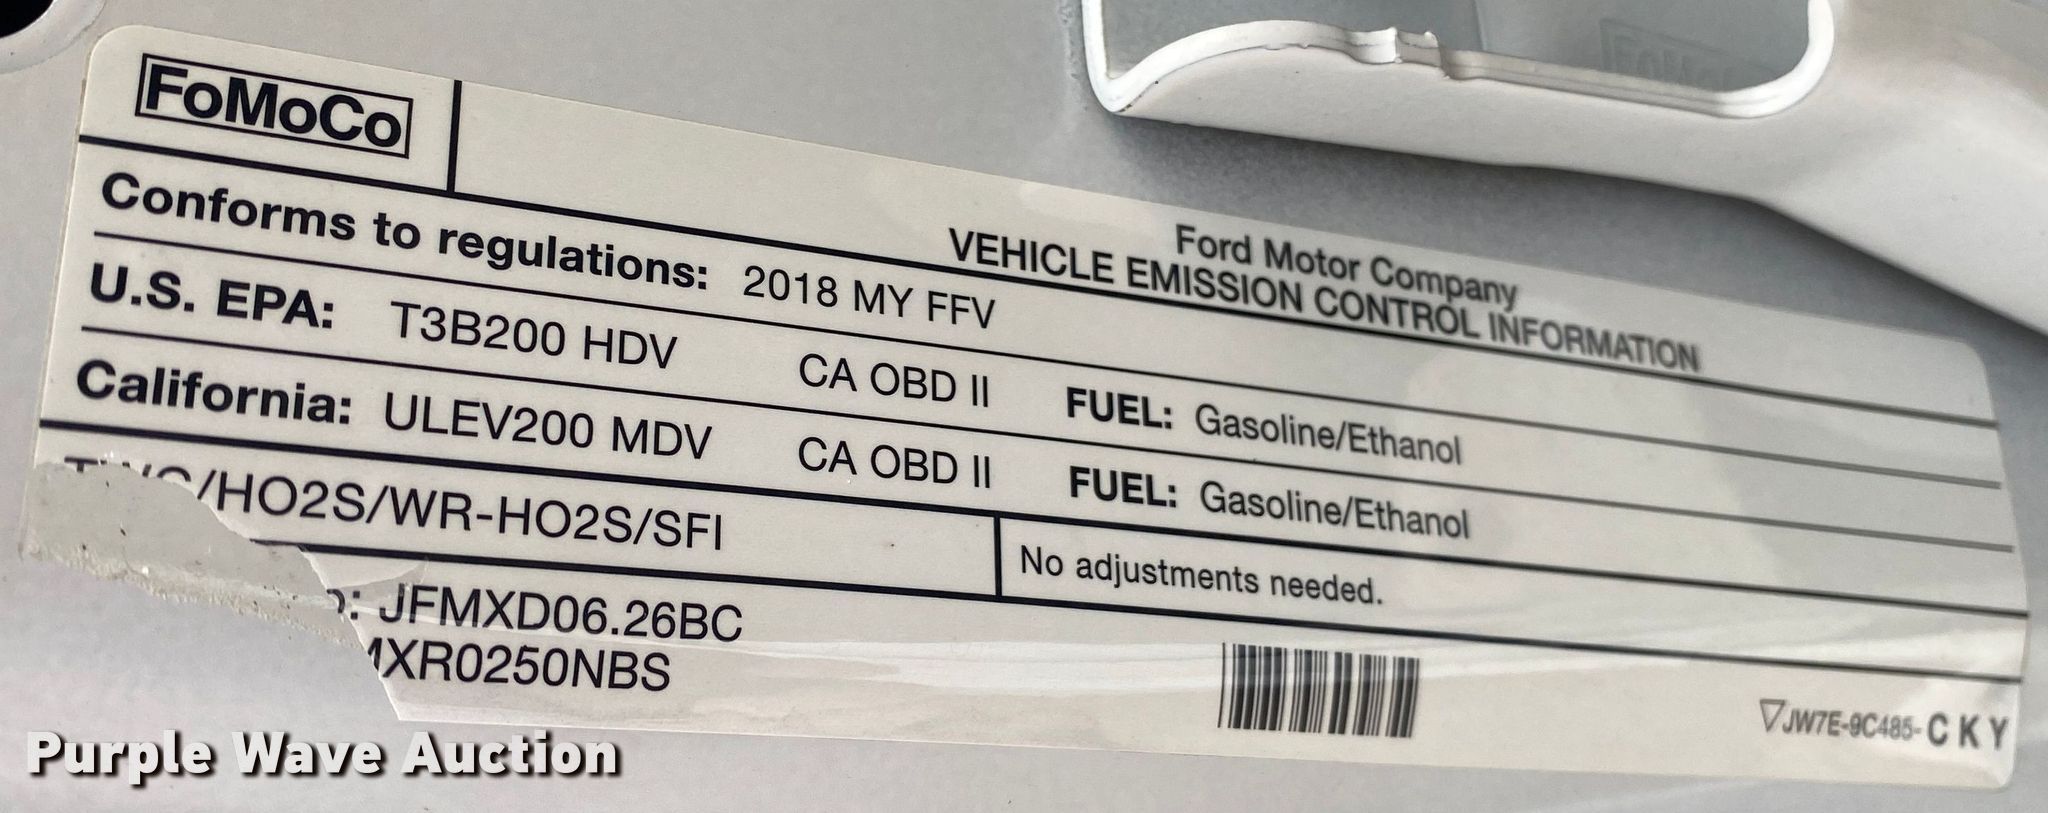 FoMoCo
Ford Motor Company
VEHICLE EMISSION CONTROL INFORMATION
Conforms to regulations: 2018 MY FFV
U.S. EPA: T3B200 HDV CA OBD II FUEL: Gasoline/Ethanol
California: ULEV200 MDV CA OBD II FUEL: Gasoline/Ethanol
/HO2S/WR-HO2S/SFI
No adjustments needed.
: JFMXD06.26BC
XR0250NBS
JW7E-9C485-CKY
Purple Wave Auction